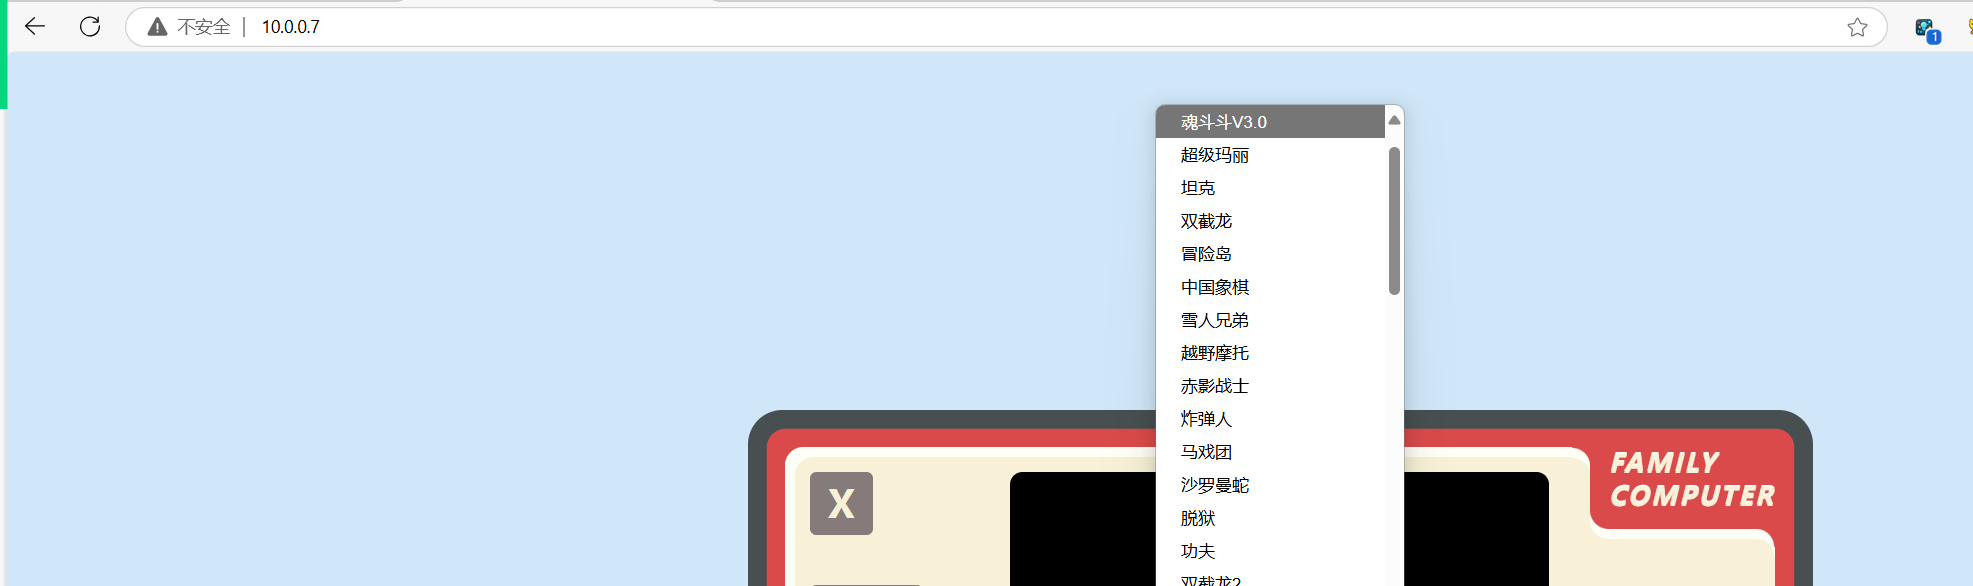 不安全 | 10.0.0.7
1
魂斗斗V3.0
超级玛丽
坦克
双截龙
冒险岛
中国象棋
雪人兄弟
越野摩托
赤影战士
炸弹人
马戏团
沙罗曼蛇
脱狱
功夫
双截龙2
X
FAMILY
COMPUTER